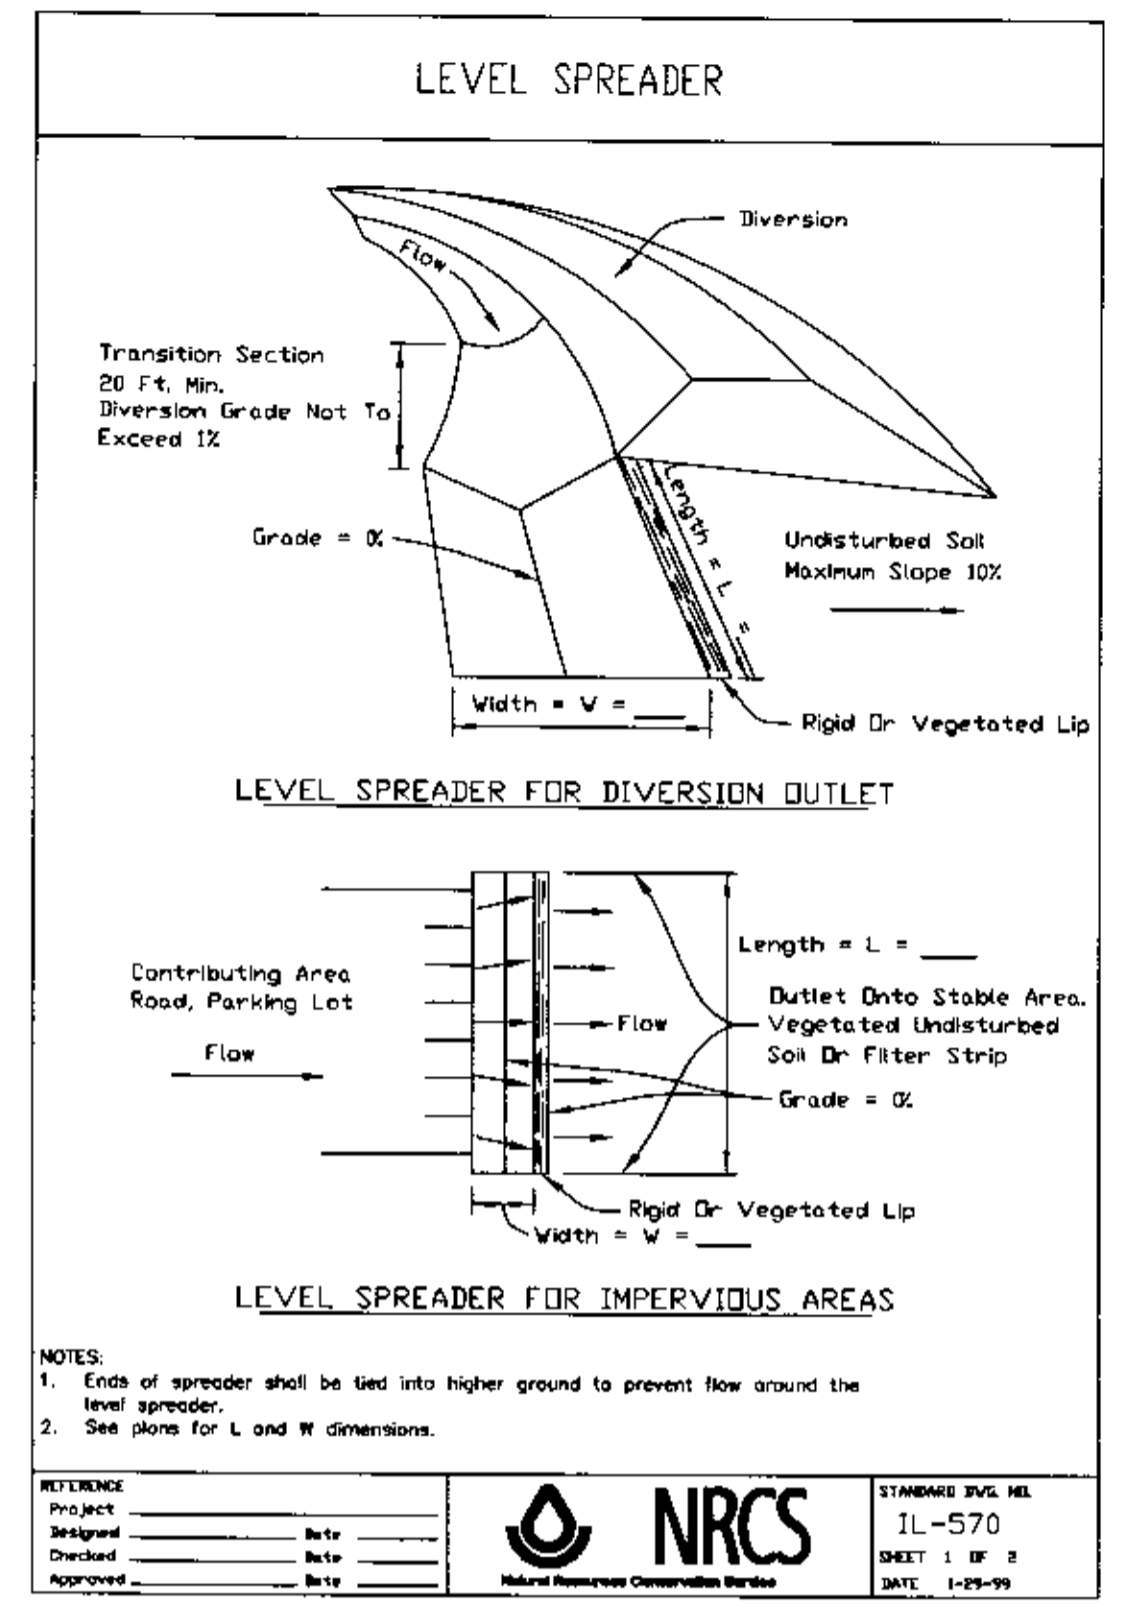 LEVEL SPREADER
Diversion
Flow
Transition Section
20 Ft. Min.
Diversion Grade Not To
Exceed 1%
Grade = 0%
Length = L = ___
Undisturbed Soil
Maximum Slope 10%
Width = W = ___
Rigid Or Vegetated Lip
LEVEL SPREADER FOR DIVERSION OUTLET
Length = L = ___
Contributing Area
Road, Parking Lot
Flow
Flow
Outlet Onto Stable Area.
Vegetated Undisturbed
Soil Or Filter Strip
Grade = 0%
Rigid Or Vegetated Lip
Width = W = ___
LEVEL SPREADER FOR IMPERVIOUS AREAS
NOTES:
1. Ends of spreader shall be tied into higher ground to prevent flow around the
level spreader.
2. See plans for L and W dimensions.
REFERENCE
Project
Designed Date
Checked Date
Approved Date
NRCS
Natural Resources Conservation Service
STANDARD DWG. NO.
IL-570
SHEET 1 OF 2
DATE 1-29-99